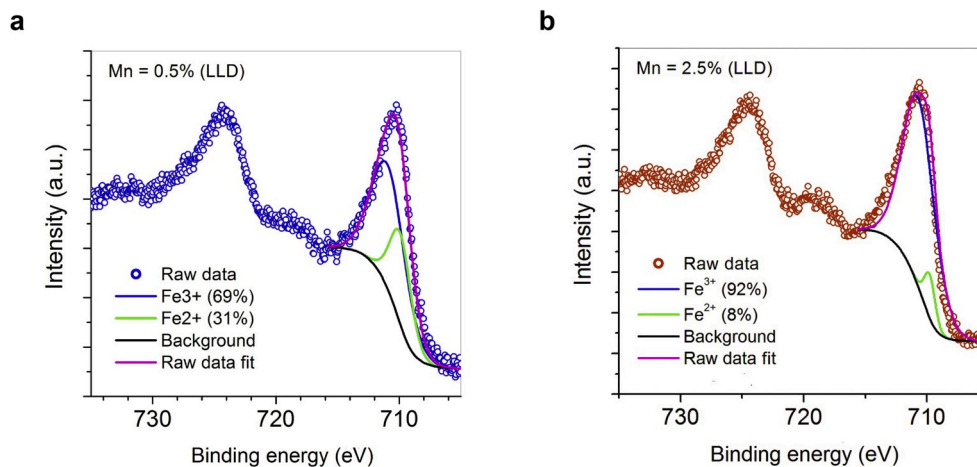 a
Mn = 0.5% (LLD)
Intensity (a.u.)
Raw data
Fe3+ (69%)
Fe2+ (31%)
Background
Raw data fit
730
720
710
Binding energy (eV)
b
Mn = 2.5% (LLD)
Intensity (a.u.)
Raw data
Fe³⁺ (92%)
Fe²⁺ (8%)
Background
Raw data fit
730
720
710
Binding energy (eV)